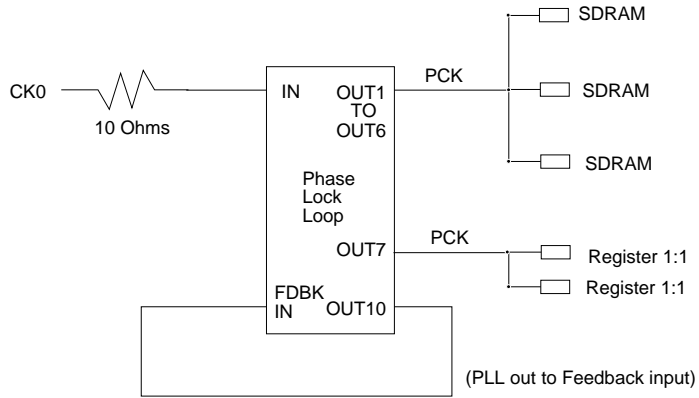 SDRAM
CK0
10 Ohms
IN
OUT1
TO
OUT6
PCK
SDRAM
SDRAM
Phase
Lock
Loop
OUT7
PCK
Register 1:1
Register 1:1
FDBK
IN
OUT10
(PLL out to Feedback input)